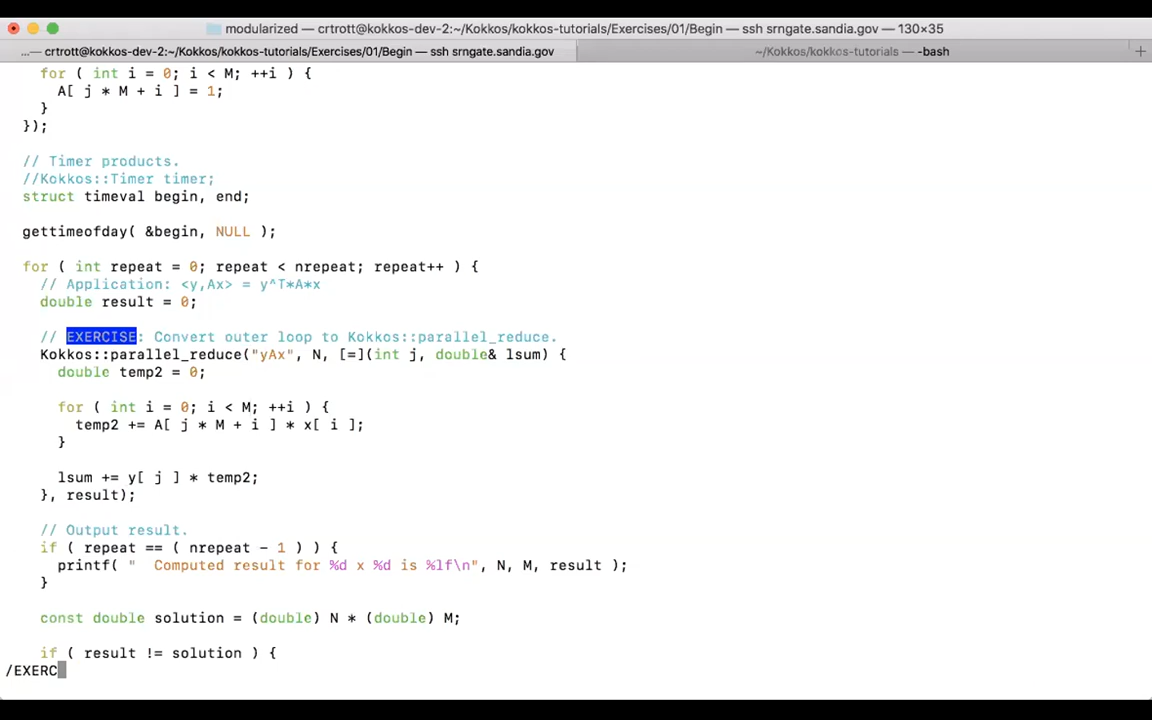 modularized — crtrott@kokkos-dev-2:~/Kokkos/kokkos-tutorials/Exercises/01/Begin — ssh srngate.sandia.gov — 130×35
...— crtrott@kokkos-dev-2:~/Kokkos/kokkos-tutorials/Exercises/01/Begin — ssh srngate.sandia.gov ~/Kokkos/kokkos-tutorials — -bash +
for ( int i = 0; i < M; ++i ) {
A[ j * M + i ] = 1;
}
});
// Timer products.
//Kokkos::Timer timer;
struct timeval begin, end;
gettimeofday( &begin, NULL );
for ( int repeat = 0; repeat < nrepeat; repeat++ ) {
// Application: <y,Ax> = y^T*A*x
double result = 0;
// EXERCISE: Convert outer loop to Kokkos::parallel_reduce.
Kokkos::parallel_reduce("yAx", N, [=](int j, double& lsum) {
double temp2 = 0;
for ( int i = 0; i < M; ++i ) {
temp2 += A[ j * M + i ] * x[ i ];
}
lsum += y[ j ] * temp2;
}, result);
// Output result.
if ( repeat == ( nrepeat - 1 ) ) {
printf( "  Computed result for %d x %d is %lf\n", N, M, result );
}
const double solution = (double) N * (double) M;
if ( result != solution ) {
/EXERC